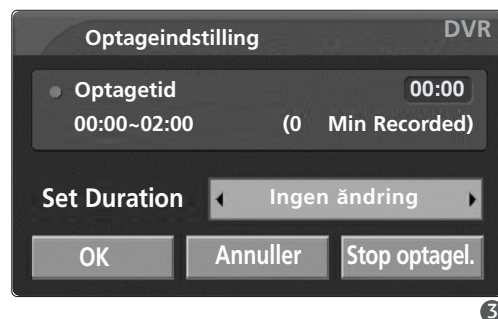 Optageindstilling DVR
Optagetid 00:00
00:00~02:00 (0 Min Recorded)
Set Duration Ingen ändring
OK Annuller Stop optagel.
3